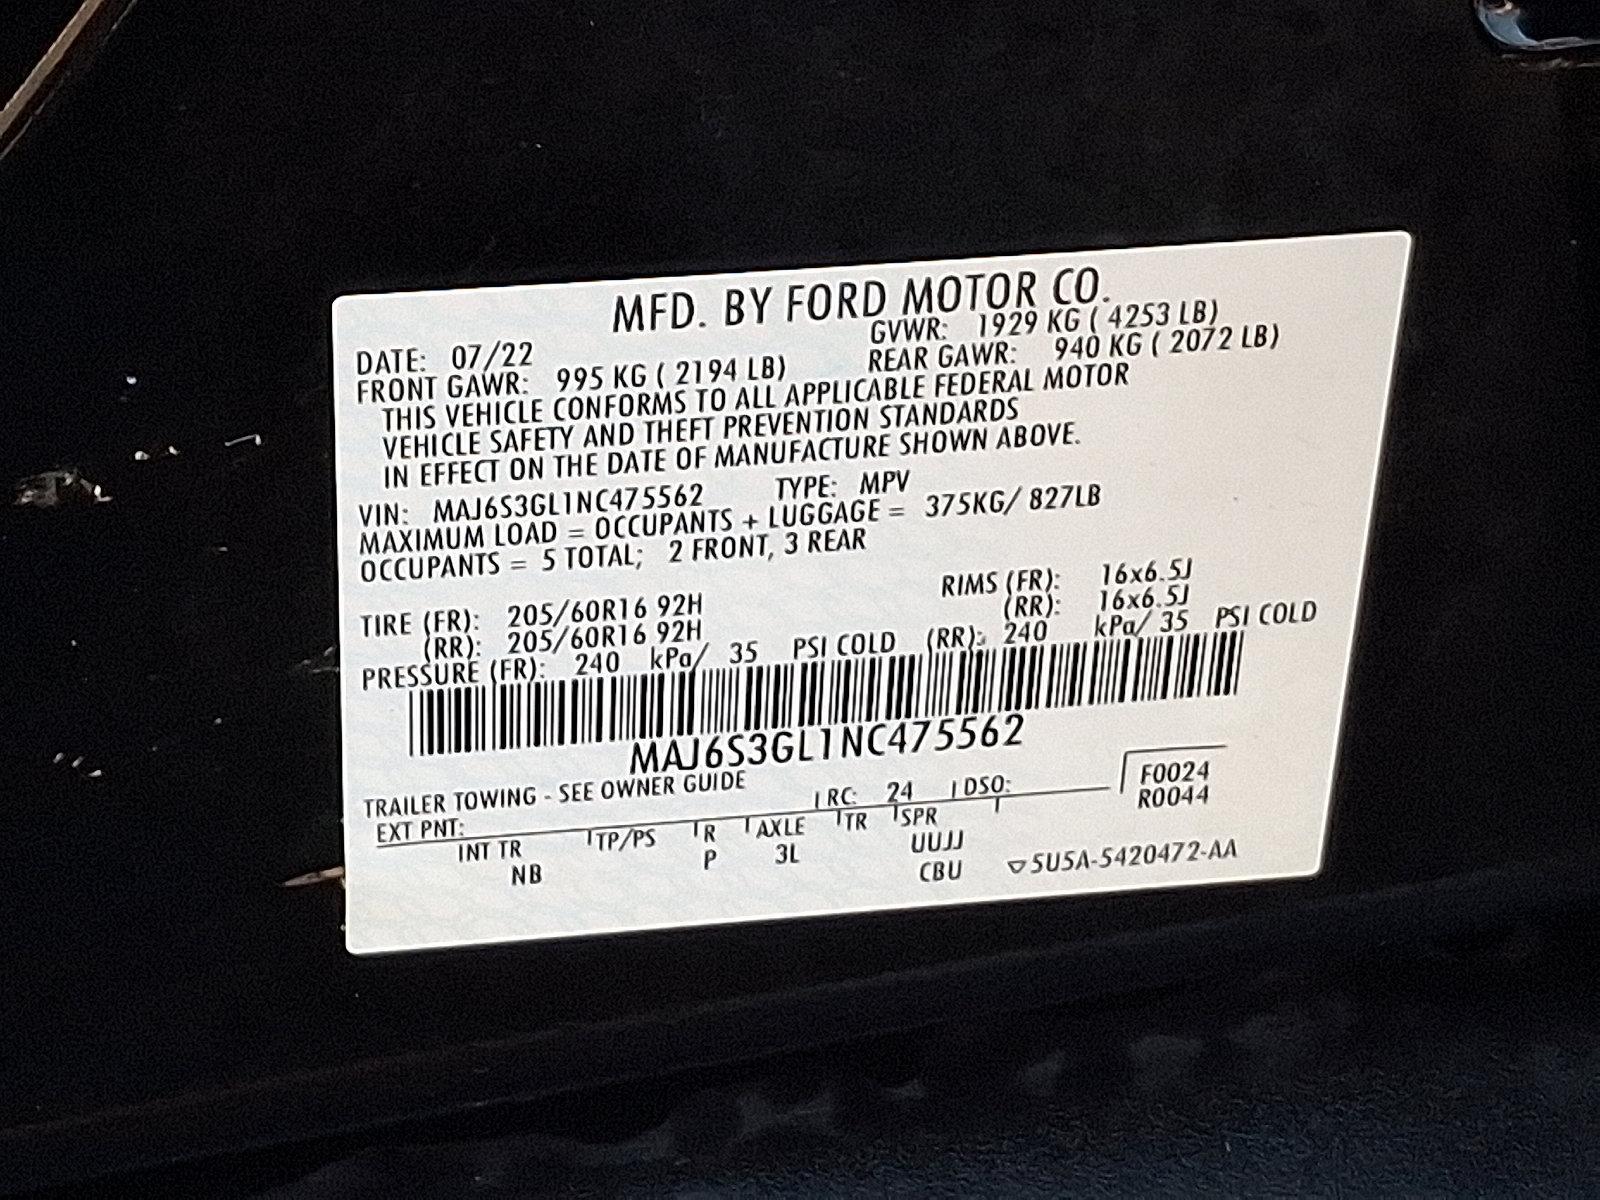 MFD. BY FORD MOTOR CO.
DATE: 07/22 GVWR: 1929 KG ( 4253 LB)
FRONT GAWR: 995 KG ( 2194 LB) REAR GAWR: 940 KG ( 2072 LB)
THIS VEHICLE CONFORMS TO ALL APPLICABLE FEDERAL MOTOR
VEHICLE SAFETY AND THEFT PREVENTION STANDARDS
IN EFFECT ON THE DATE OF MANUFACTURE SHOWN ABOVE.
VIN: MAJ6S3GL1NC475562 TYPE: MPV
MAXIMUM LOAD = OCCUPANTS + LUGGAGE = 375KG/ 827LB
OCCUPANTS = 5 TOTAL; 2 FRONT, 3 REAR
TIRE (FR): 205/60R16 92H RIMS (FR): 16x6.5J
(RR): 205/60R16 92H (RR): 16x6.5J
PRESSURE (FR): 240 kPa/ 35 PSI COLD (RR): 240 kPa/ 35 PSI COLD
MAJ6S3GL1NC475562
TRAILER TOWING - SEE OWNER GUIDE
EXT PNT: RC: 24 DSO: F0024
R0044
INT TR TP/PS R AXLE TR SPR
NB P 3L UUJJ
CBU ▽5U5A-5420472-AA